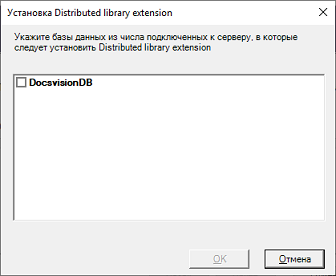 Установка Distributed library extension
Укажите базы данных из числа подключенных к серверу, в которые
следует установить Distributed library extension
DocsvisionDB
OK
Отмена